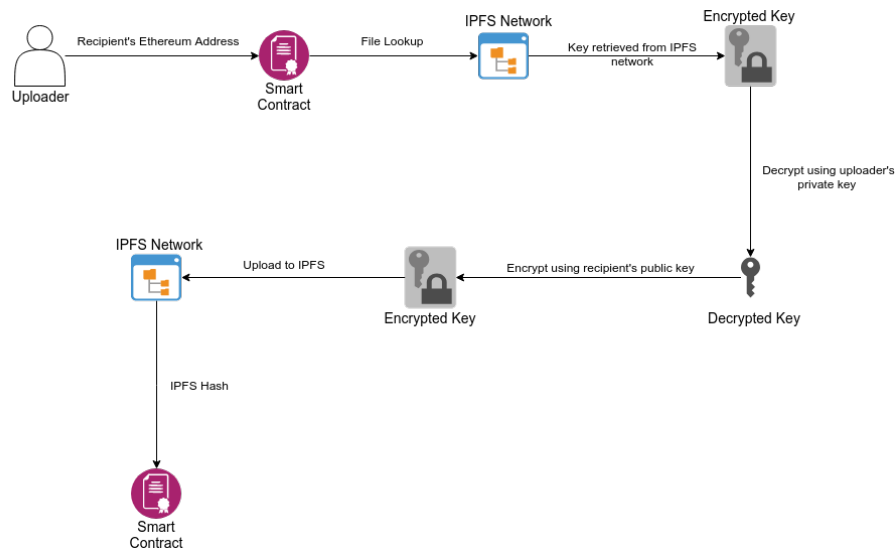 Uploader
Recipient's Ethereum Address
Smart
Contract
File Lookup
IPFS Network
Key retrieved from IPFS
network
Encrypted Key
Decrypt using uploader's
private key
Decrypted Key
Encrypt using recipient's public key
Encrypted Key
Upload to IPFS
IPFS Network
IPFS Hash
Smart
Contract